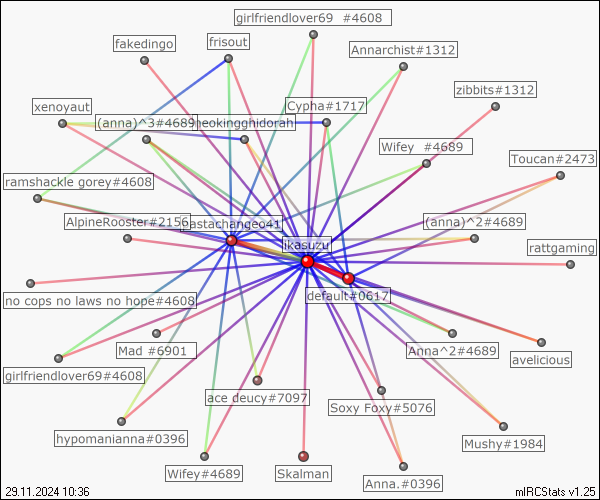 girlfriendlover69 #4608
fakedingo
frisout
Annarchist#1312
zibbits#1312
xenoyaut
(anna)^3#4689
neokingghidorah
Cypha#1717
Wifey #4689
Toucan#2473
ramshackle gorey#4608
AlpineRooster#2156
pastachangeo41
ikasuzu
(anna)^2#4689
rattgaming
no cops no laws no hope#4608
default#0617
Mad #6901
Anna^2#4689
avelicious
girlfriendlover69#4608
ace deucy#7097
Soxy Foxy#5076
hypomanianna#0396
Mushy#1984
Wifey#4689
Skalman
Anna.#0396
29.11.2024 10:36
mIRCStats v1.25